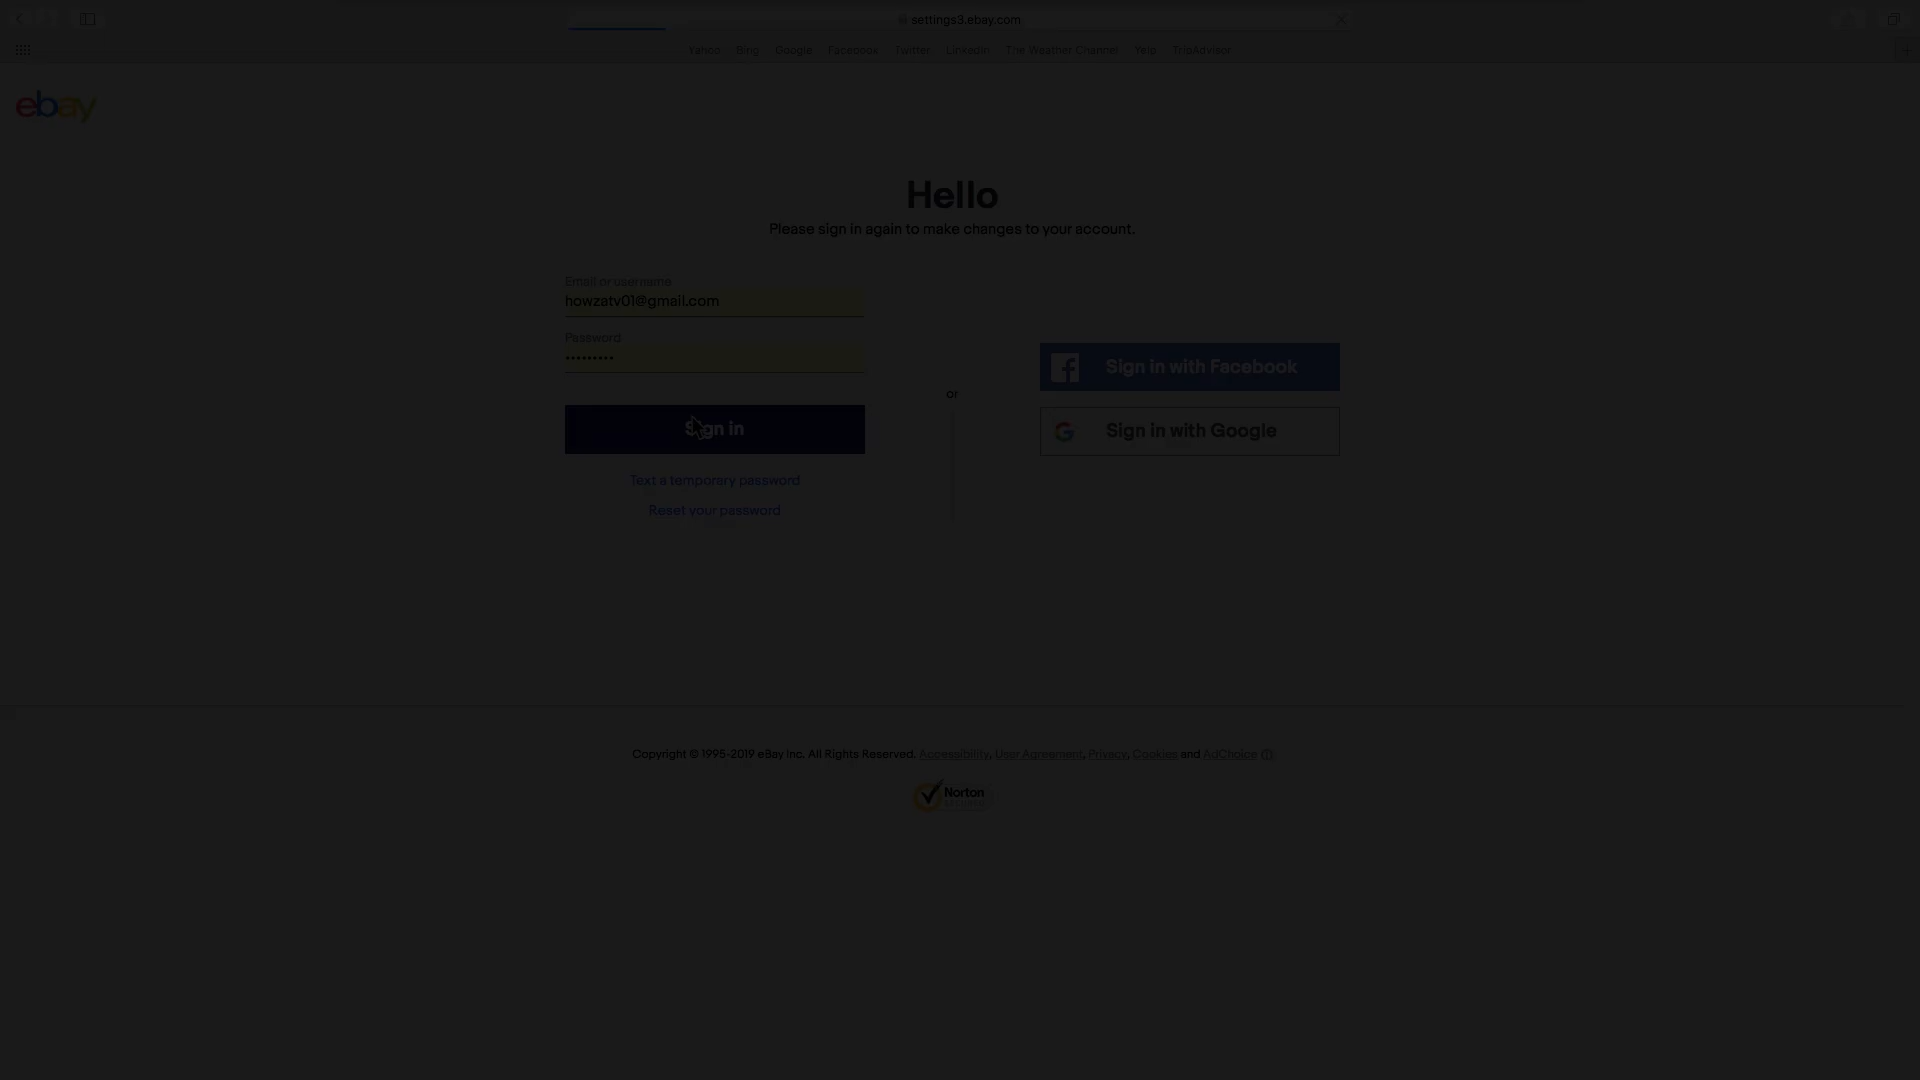 settings3.ebay.com
Yahoo Bing Google Facebook Twitter LinkedIn The Weather Channel Yelp TripAdvisor
ebay
Hello
Please sign in again to make changes to your account.
Email or username
howzatv01@gmail.com
Password
Sign in
Text a temporary password
Reset your password
or
Sign in with Facebook
Sign in with Google
Copyright © 1995-2019 eBay Inc. All Rights Reserved. Accessibility, User Agreement, Privacy, Cookies and AdChoice
Norton
SECURED